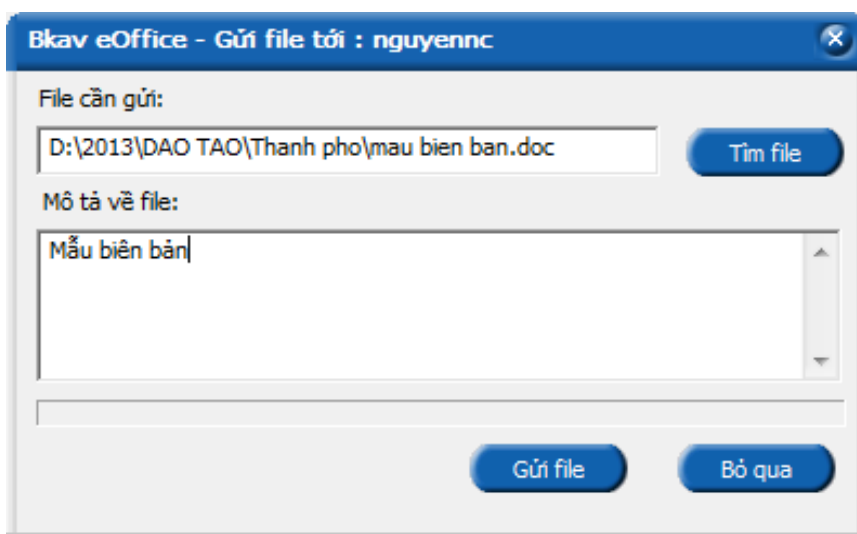 Bkav eOffice - Gửi file tới : nguyennc
File cần gửi:
D:\2013\DAO TAO\Thanh pho\mau bien ban.doc
Tìm file
Mô tả về file:
Mẫu biên bản
Gửi file
Bỏ qua